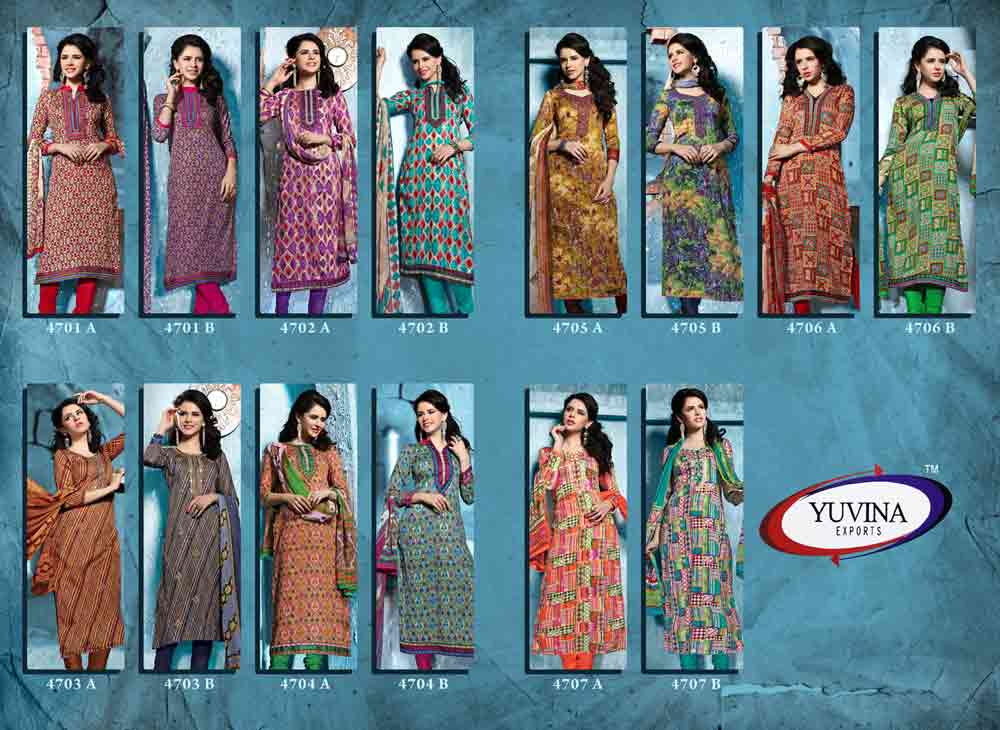 4701 A
4701 B
4702 A
4702 B
4705 A
4705 B
4706 A
4706 B
4703 A
4703 B
4704 A
4704 B
4707 A
4707 B
TM
YUVINA
EXPORTS